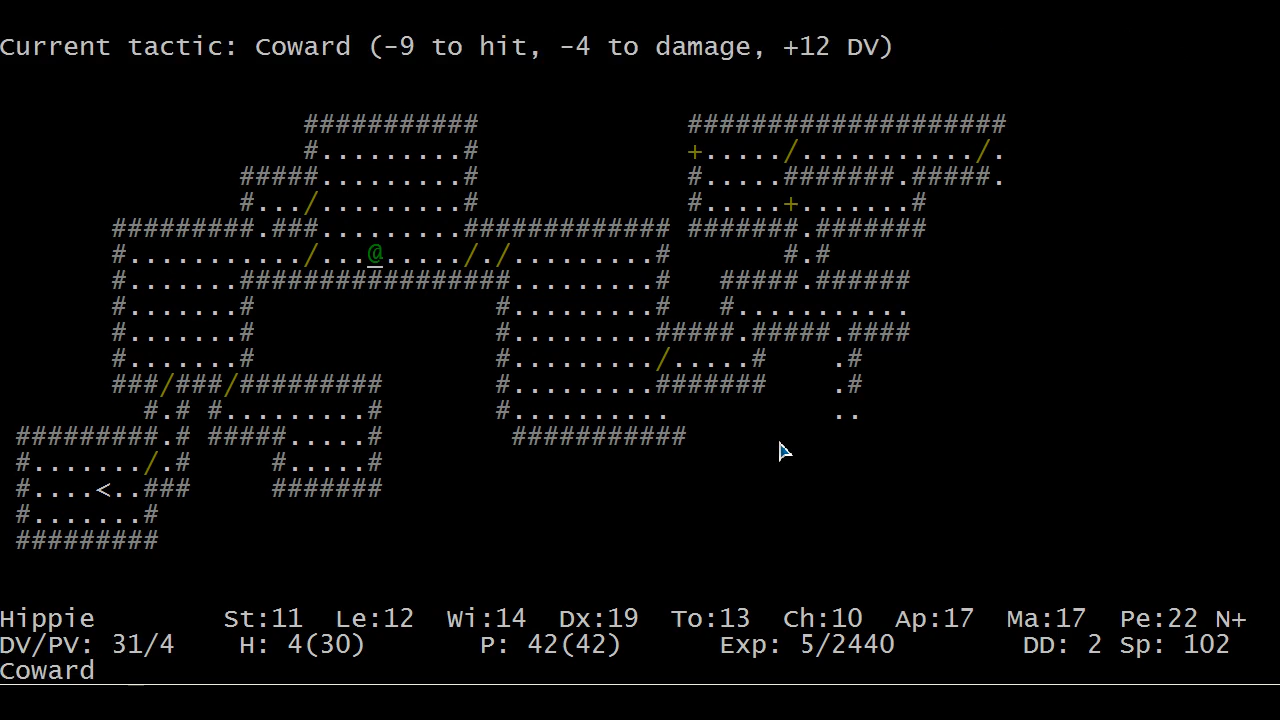 Current tactic: Coward (-9 to hit, -4 to damage, +12 DV)
                   ###########             ####################
                   #.........#             +...../.........../.
               #####.........#             #.....#######.#####.
               #.../.........#             #.....+.......#
       #########.###.........############# #######.#######
       #.........../...@...../././.........#       #.#
       #.......#################.........#   #####.######
       #.......#               #.........#   #...........
       #.......#               #.........#####.#####.####
       #.......#               #........./.....#    .#
       ###/###/#########       #.........#######    .#
         #.# #.........#       #..........          ..
 #########.# #####.....#        ###########
 #......./.#     #.....#
 #....<..###     #######
 #.......#
 #########
Hippie St:11 Le:12 Wi:14 Dx:19 To:13 Ch:10 Ap:17 Ma:17 Pe:22 N+
DV/PV: 31/4 H: 4(30) P: 42(42) Exp: 5/2440 DD: 2 Sp: 102
Coward